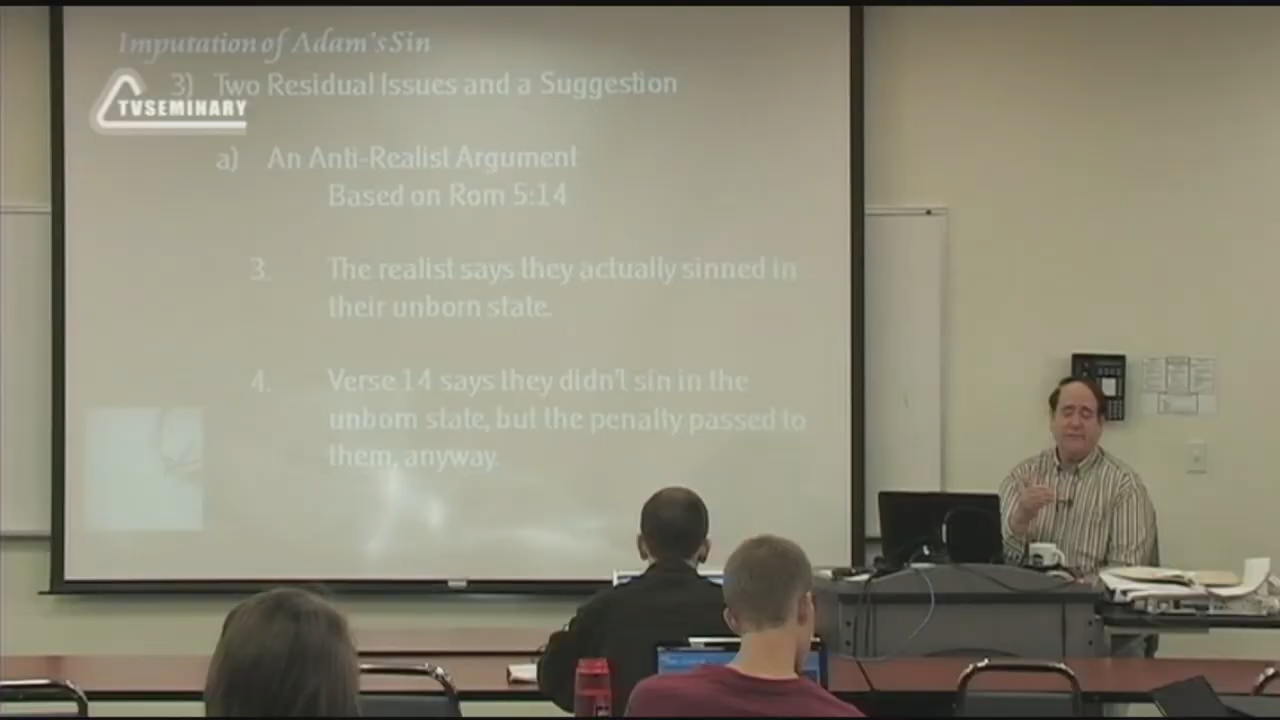 Imputation of Adam's Sin
3) Two Residual Issues and a Suggestion
TVSEMINARY
a) An Anti-Realist Argument
Based on Rom 5:14
3. The realist says they actually sinned in
their unborn state.
4. Verse 14 says they didn't sin in the
unborn state, but the penalty passed to
them, anyway.